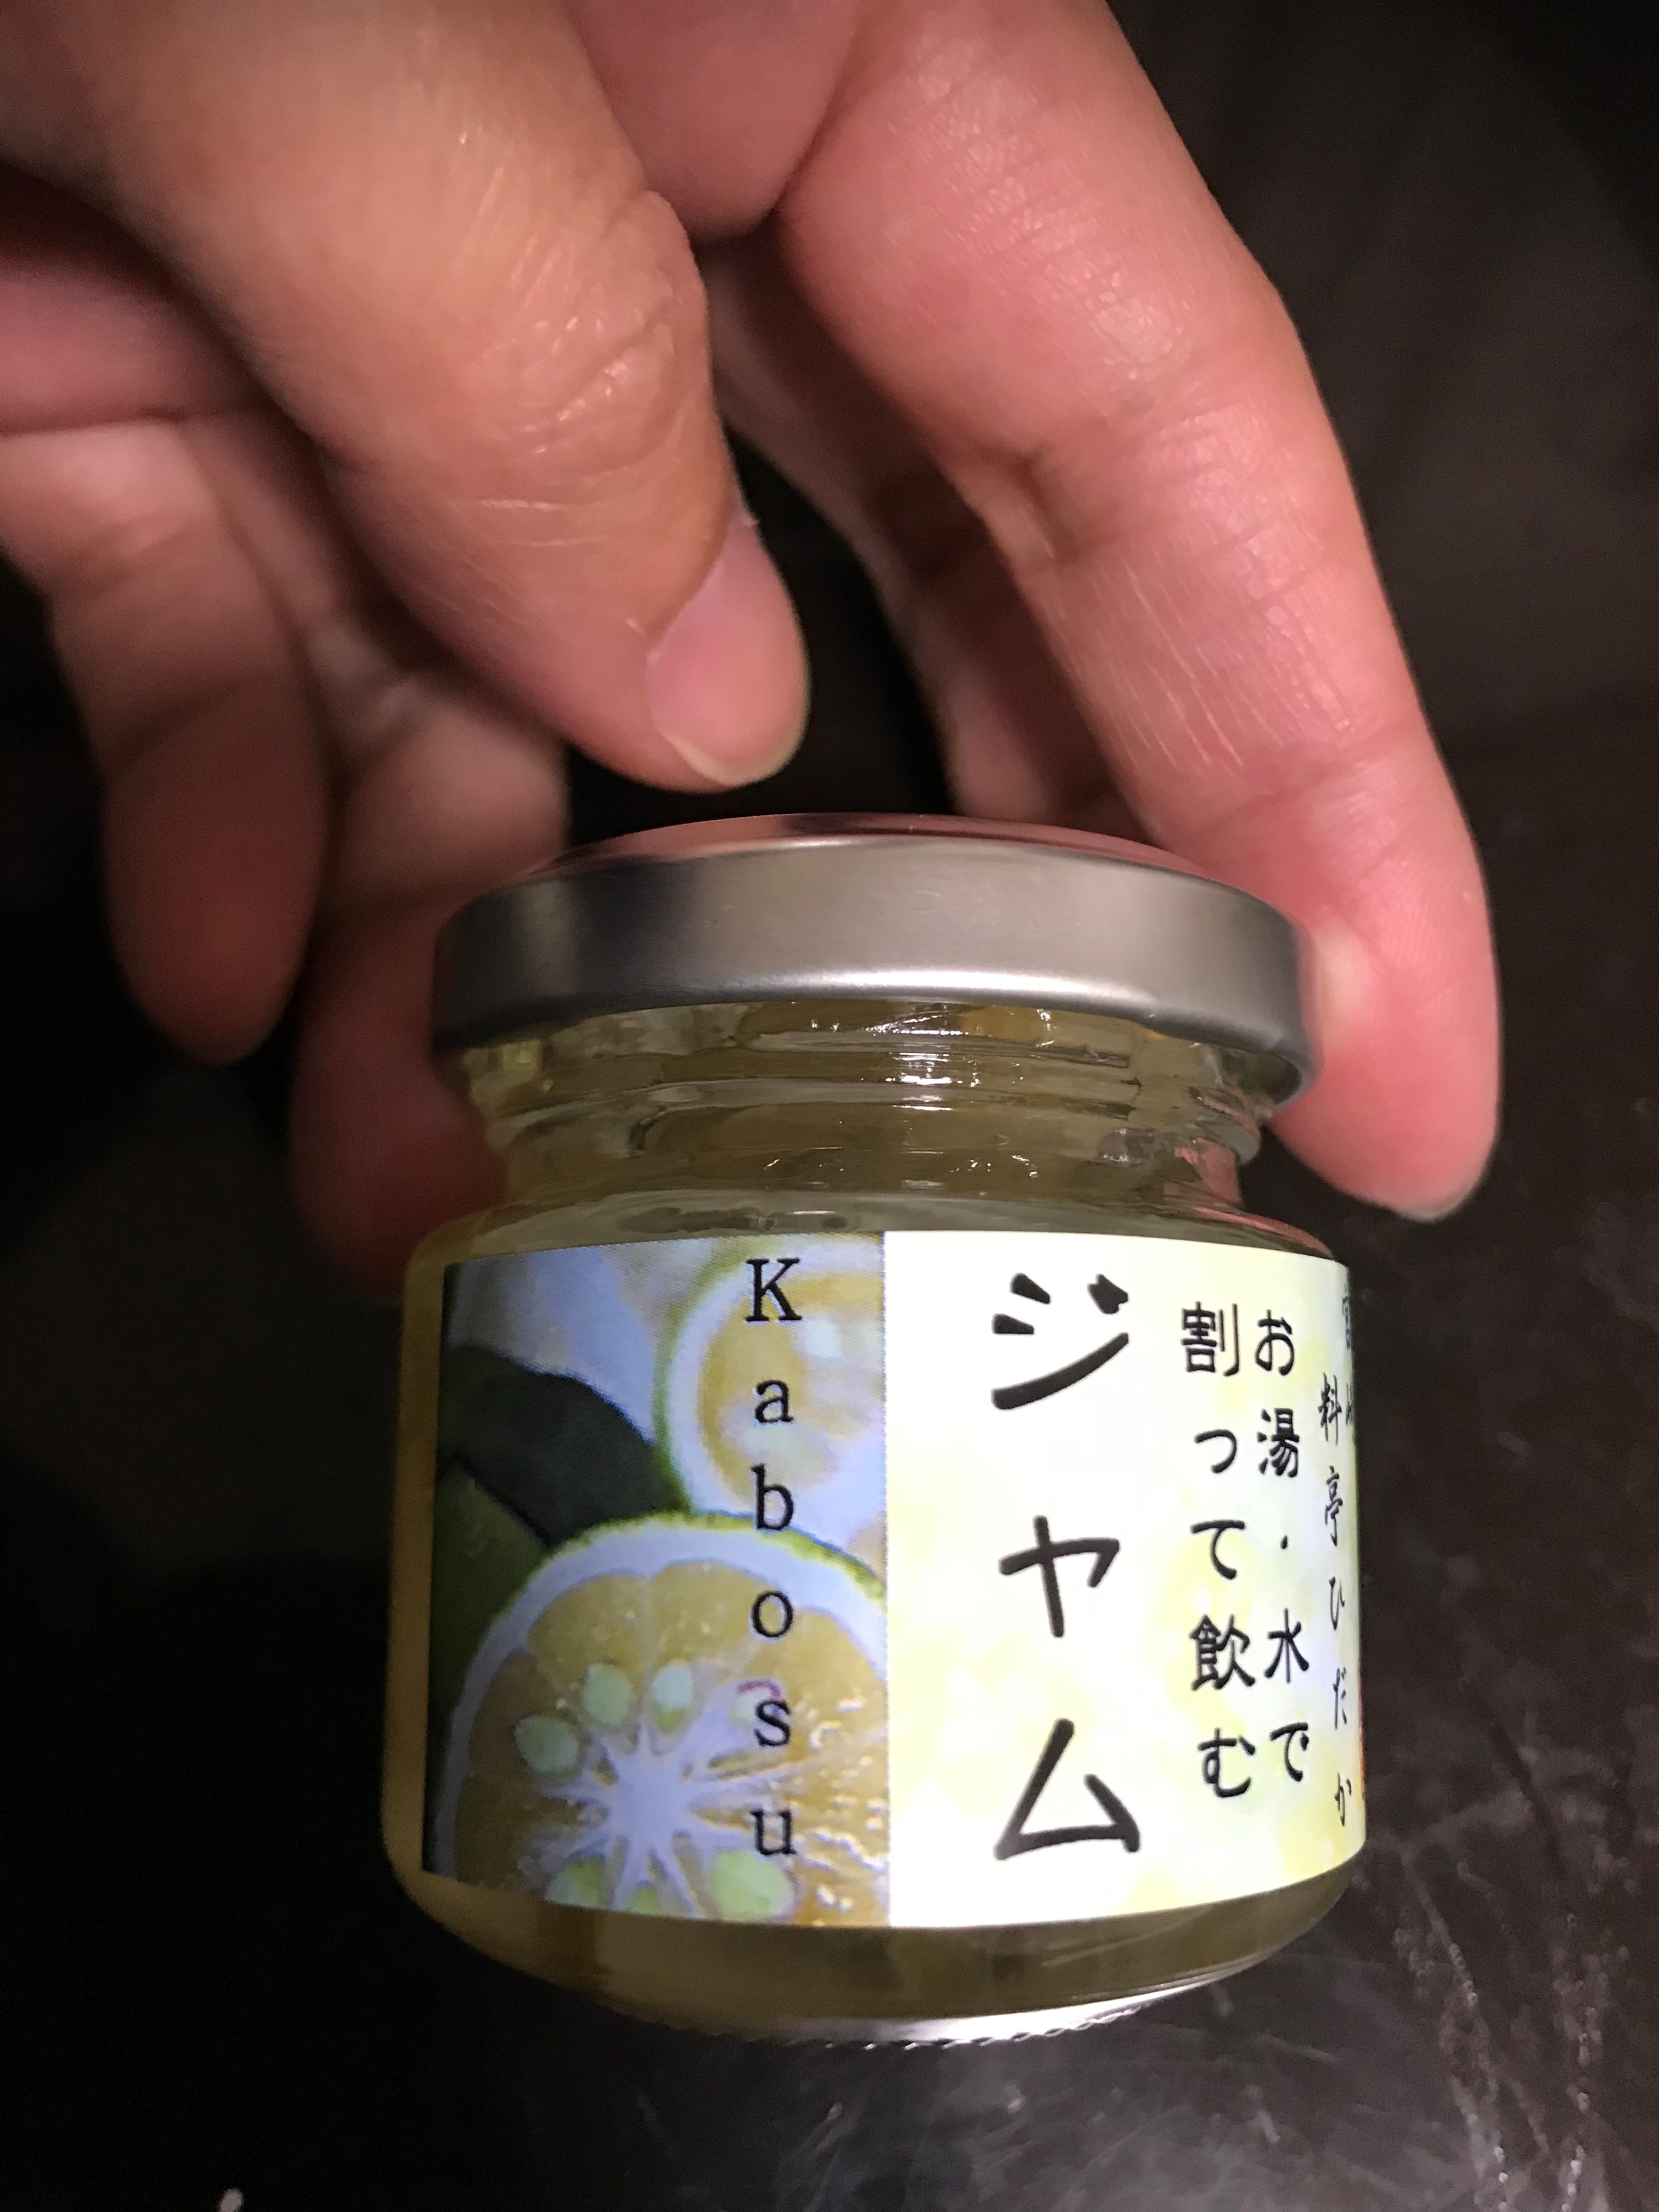 料亭ひだか
お湯・水で
割って飲む
ジャム
Kabosu